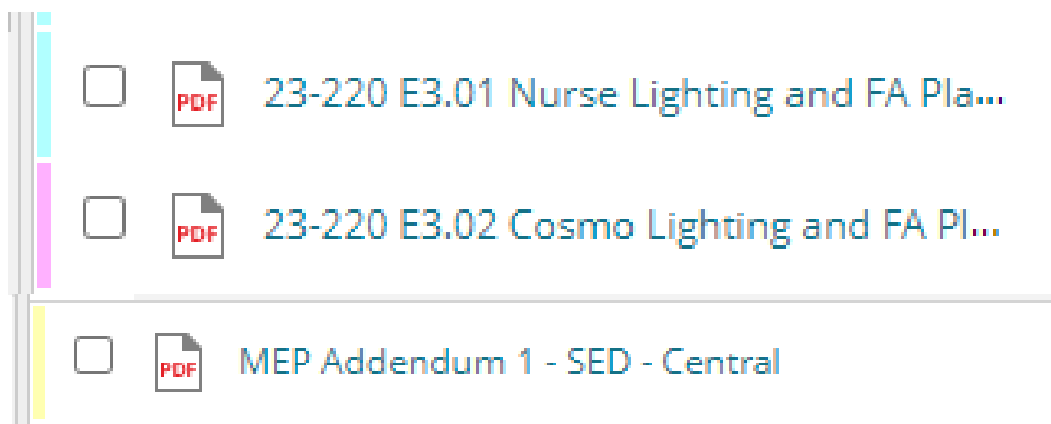 PDF 23-220 E3.01 Nurse Lighting and FA Pla...
PDF 23-220 E3.02 Cosmo Lighting and FA Pl...
PDF MEP Addendum 1 - SED - Central